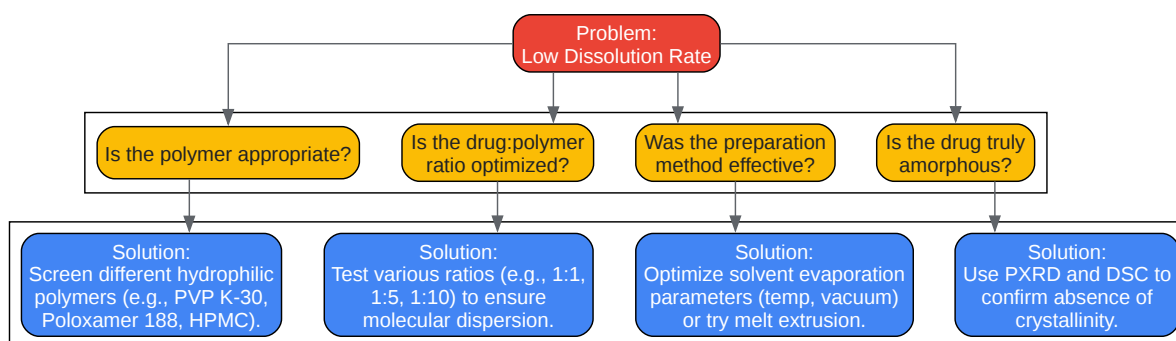 Problem:
Low Dissolution Rate
Is the polymer appropriate?
Is the drug:polymer
ratio optimized?
Was the preparation
method effective?
Is the drug truly
amorphous?
Solution:
Screen different hydrophilic
polymers (e.g., PVP K-30,
Poloxamer 188, HPMC).
Solution:
Test various ratios (e.g., 1:1,
1:5, 1:10) to ensure
molecular dispersion.
Solution:
Optimize solvent evaporation
parameters (temp, vacuum)
or try melt extrusion.
Solution:
Use PXRD and DSC to
confirm absence of
crystallinity.